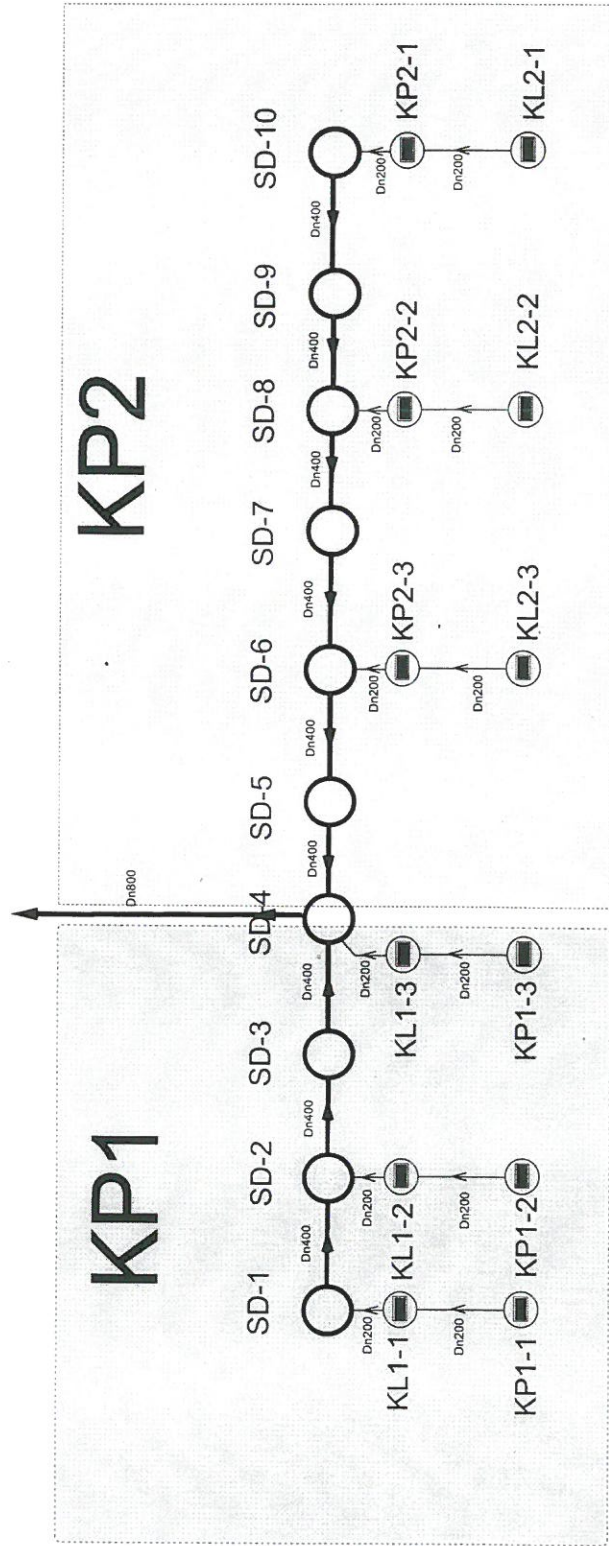 Dn800
KP1
KP2
SD-1
SD-2
SD-3
SD-4
SD-5
SD-6
SD-7
SD-8
SD-9
SD-10
Dn400
Dn400
Dn400
Dn400
Dn400
Dn400
Dn400
Dn400
Dn400
Dn200
Dn200
Dn200
Dn200
Dn200
Dn200
KL1-1
KL1-2
KL1-3
KP2-3
KP2-2
KP2-1
Dn200
Dn200
Dn200
Dn200
Dn200
Dn200
KP1-1
KP1-2
KP1-3
KL2-3
KL2-2
KL2-1